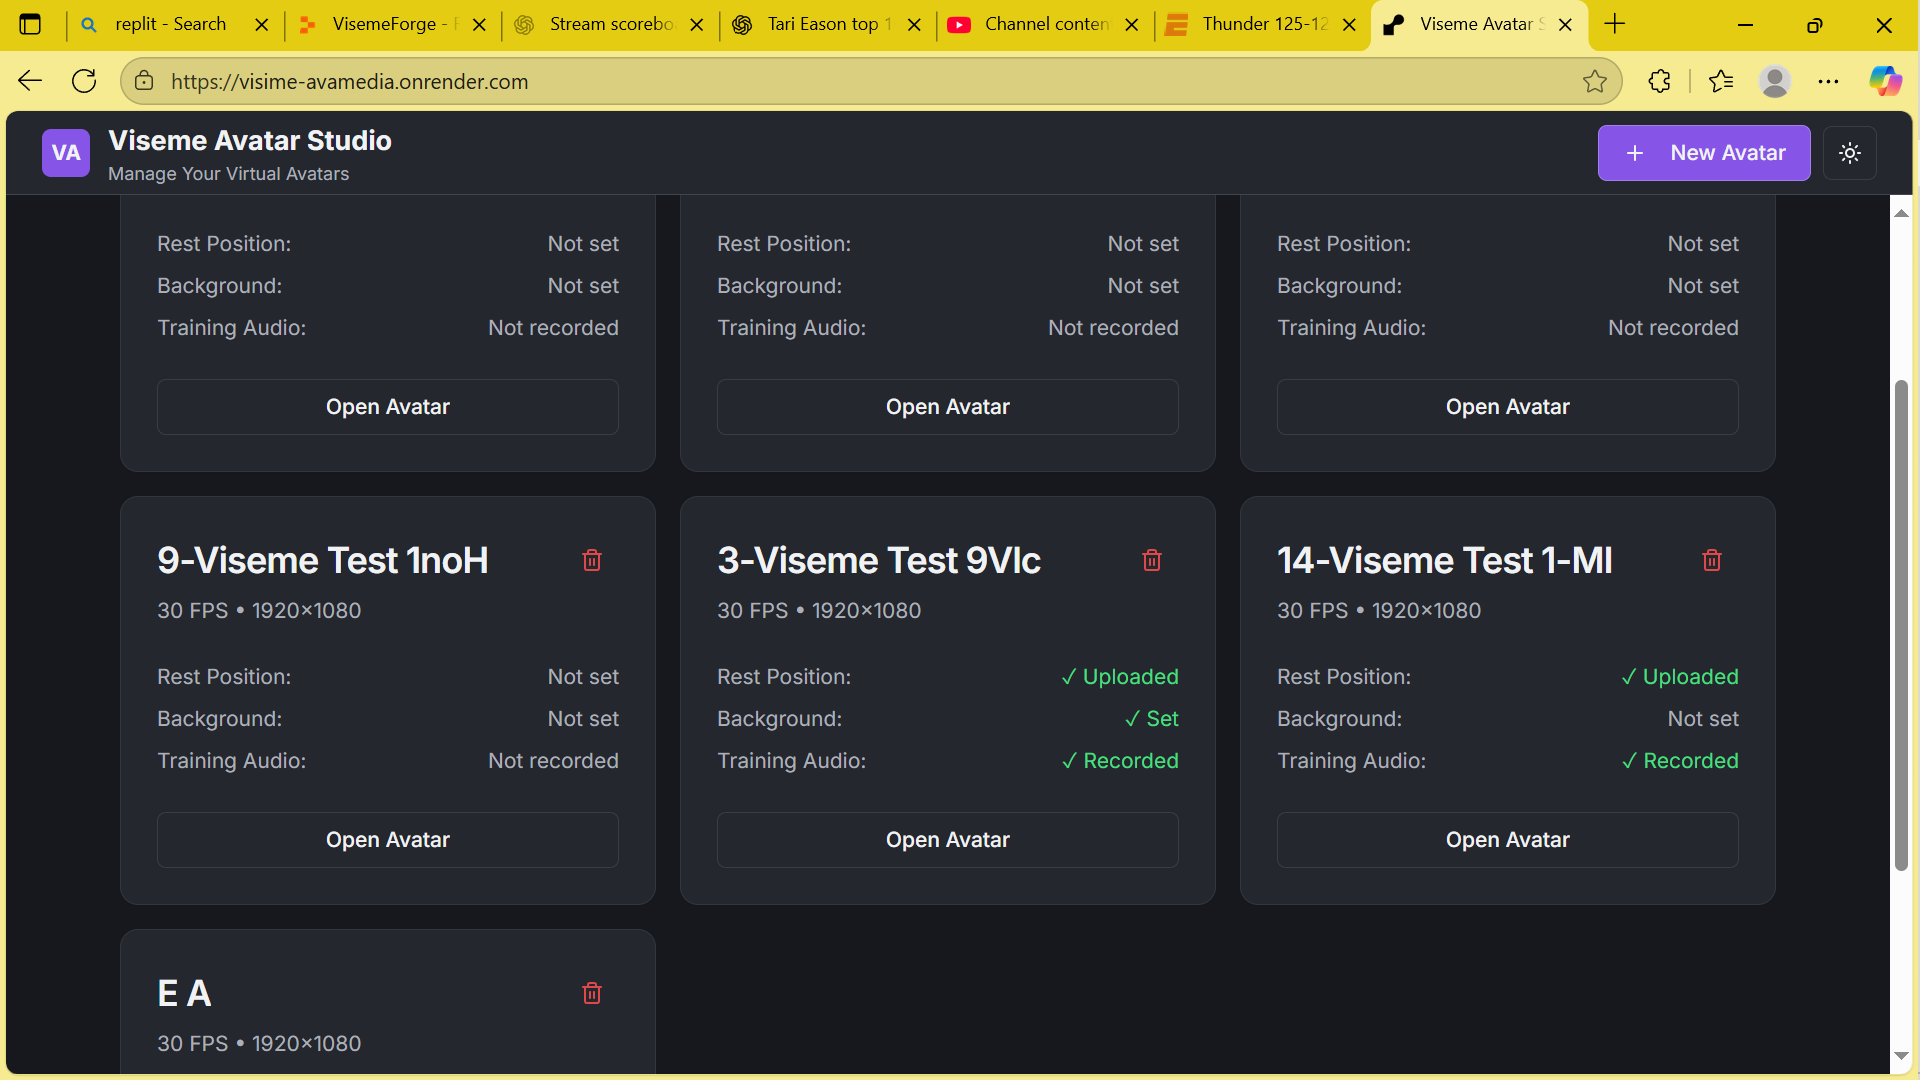 replit - Search
VisemeForge -
Stream scorebo
Tari Eason top 1
Channel conten
Thunder 125-12
Viseme Avatar S
https://visime-avamedia.onrender.com
VA
Viseme Avatar Studio
Manage Your Virtual Avatars
+ New Avatar
Rest Position: Not set
Background: Not set
Training Audio: Not recorded
Open Avatar
Rest Position: Not set
Background: Not set
Training Audio: Not recorded
Open Avatar
Rest Position: Not set
Background: Not set
Training Audio: Not recorded
Open Avatar
9-Viseme Test 1noH
30 FPS • 1920×1080
Rest Position: Not set
Background: Not set
Training Audio: Not recorded
Open Avatar
3-Viseme Test 9VIc
30 FPS • 1920×1080
Rest Position: ✓ Uploaded
Background: ✓ Set
Training Audio: ✓ Recorded
Open Avatar
14-Viseme Test 1-MI
30 FPS • 1920×1080
Rest Position: ✓ Uploaded
Background: Not set
Training Audio: ✓ Recorded
Open Avatar
E A
30 FPS • 1920×1080